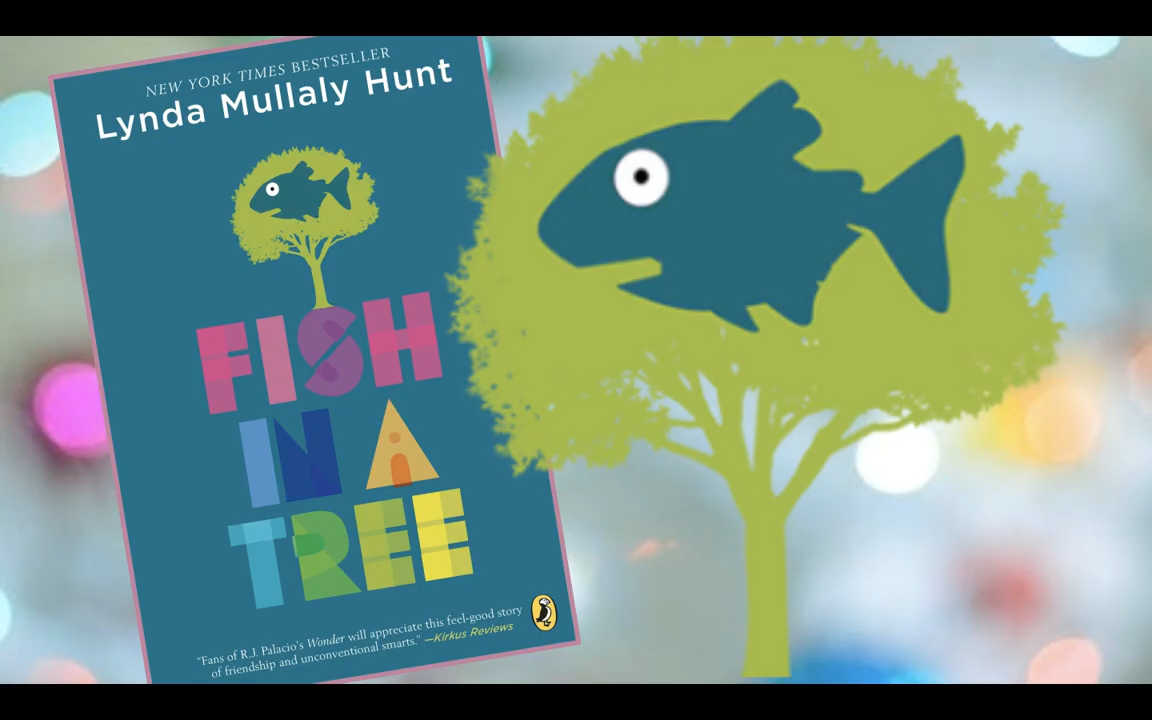 NEW YORK TIMES BESTSELLER
Lynda Mullaly Hunt
FISH
IN A
TREE
“Fans of R.J. Palacio's Wonder will appreciate this feel-good story
of friendship and unconventional smarts.” —Kirkus Reviews